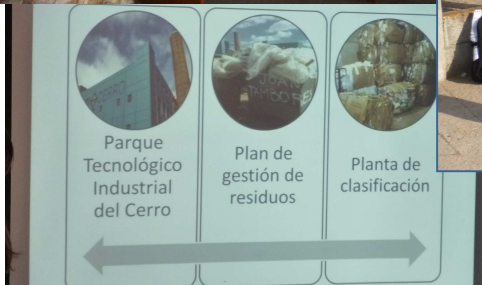 Parque
Tecnológico
Industrial
del Cerro
Plan de
gestión de
residuos
Planta de
clasificación